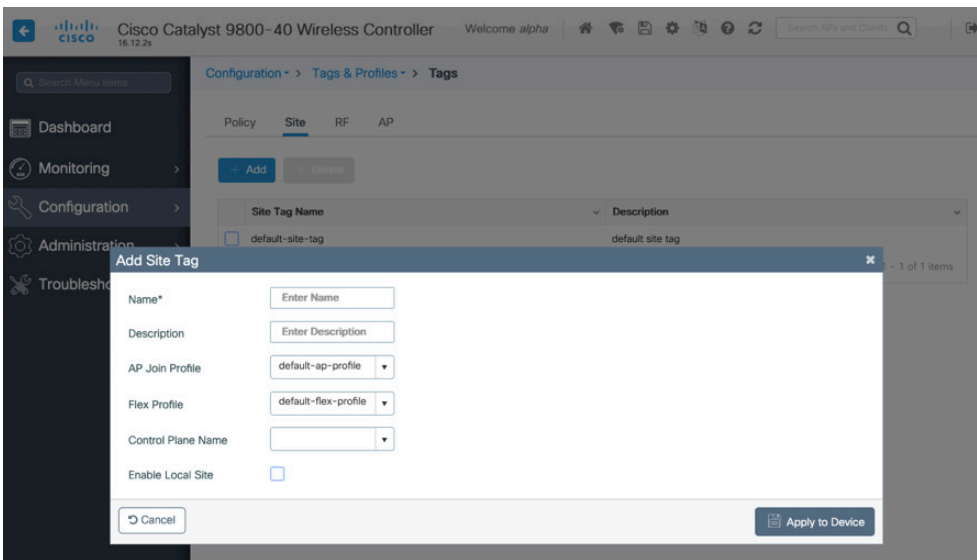 CISCO
Cisco Catalyst 9800-40 Wireless Controller
16.12.2s
Welcome alpha
Search APs and Clients
Search Menu Items
Configuration > Tags & Profiles > Tags
Dashboard
Monitoring
Configuration
Administration
Troublesho
Policy Site RF AP
+ Add
× Delete
Site Tag Name Description
default-site-tag default site tag
1 - 1 of 1 items
Add Site Tag
Name* Enter Name
Description Enter Description
AP Join Profile default-ap-profile
Flex Profile default-flex-profile
Control Plane Name
Enable Local Site
Cancel
Apply to Device